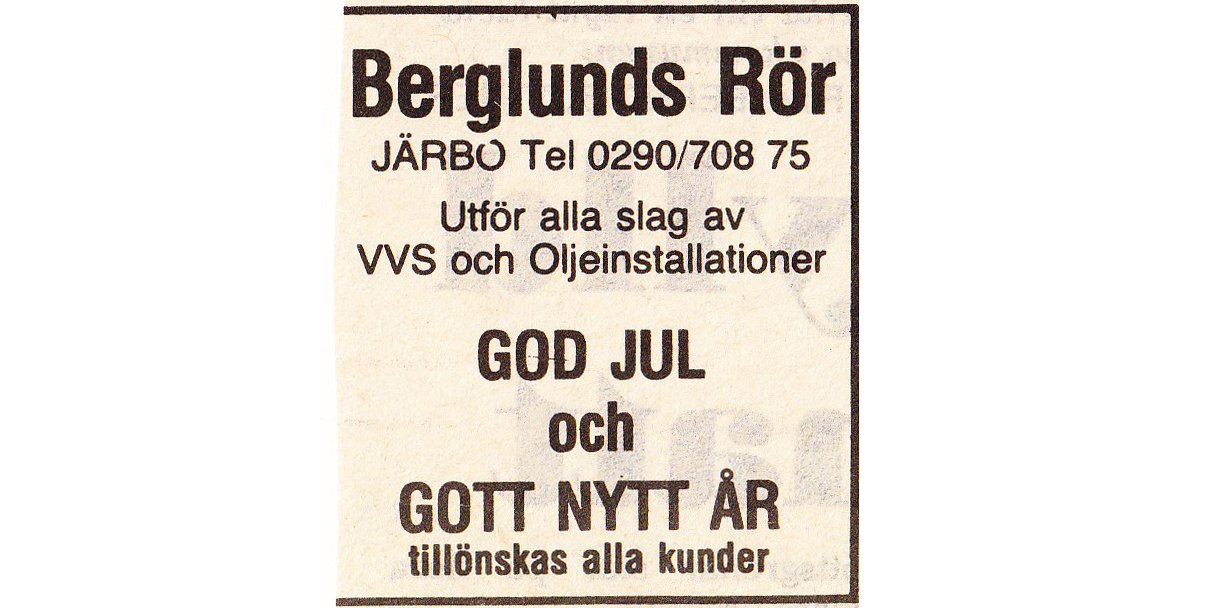 Berglunds Rör
JÄRBO Tel 0290/708 75
Utför alla slag av
VVS och Oljeinstallationer
GOD JUL
och
GOTT NYTT ÅR
tillönskas alla kunder